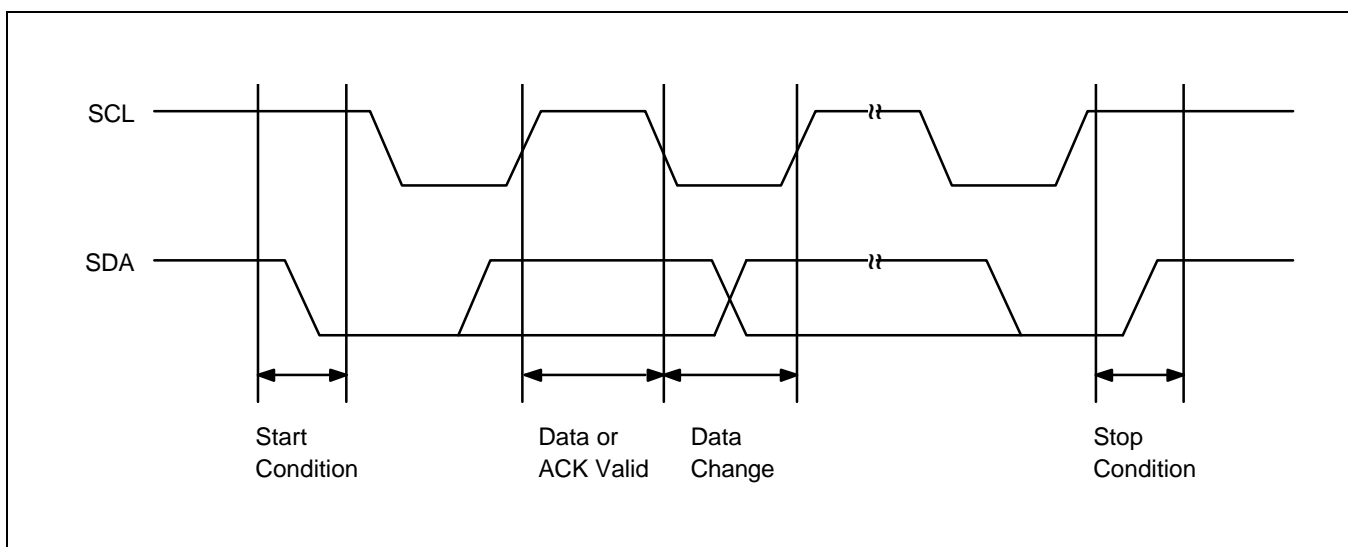 SCL
SDA
Start
Condition
Data or
ACK Valid
Data
Change
Stop
Condition